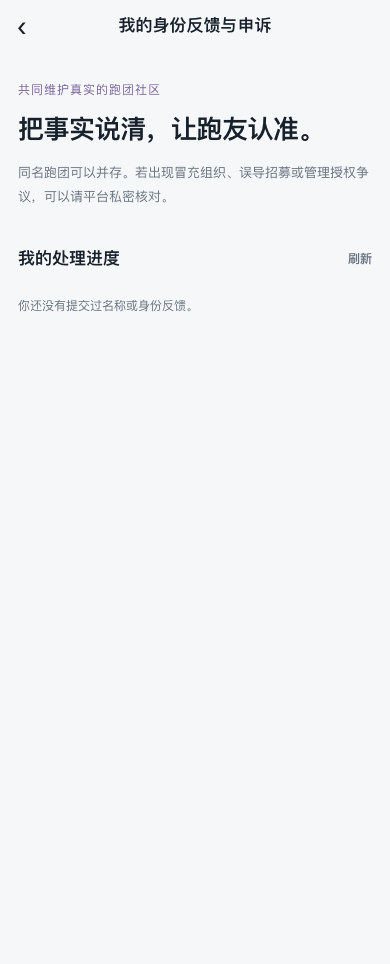 我的身份反馈与申诉
共同维护真实的跑团社区
把事实说清，让跑友认准。
同名跑团可以并存。若出现冒充组织、误导招募或管理授权争
议，可以请平台私密核对。
我的处理进度
刷新
你还没有提交过名称或身份反馈。